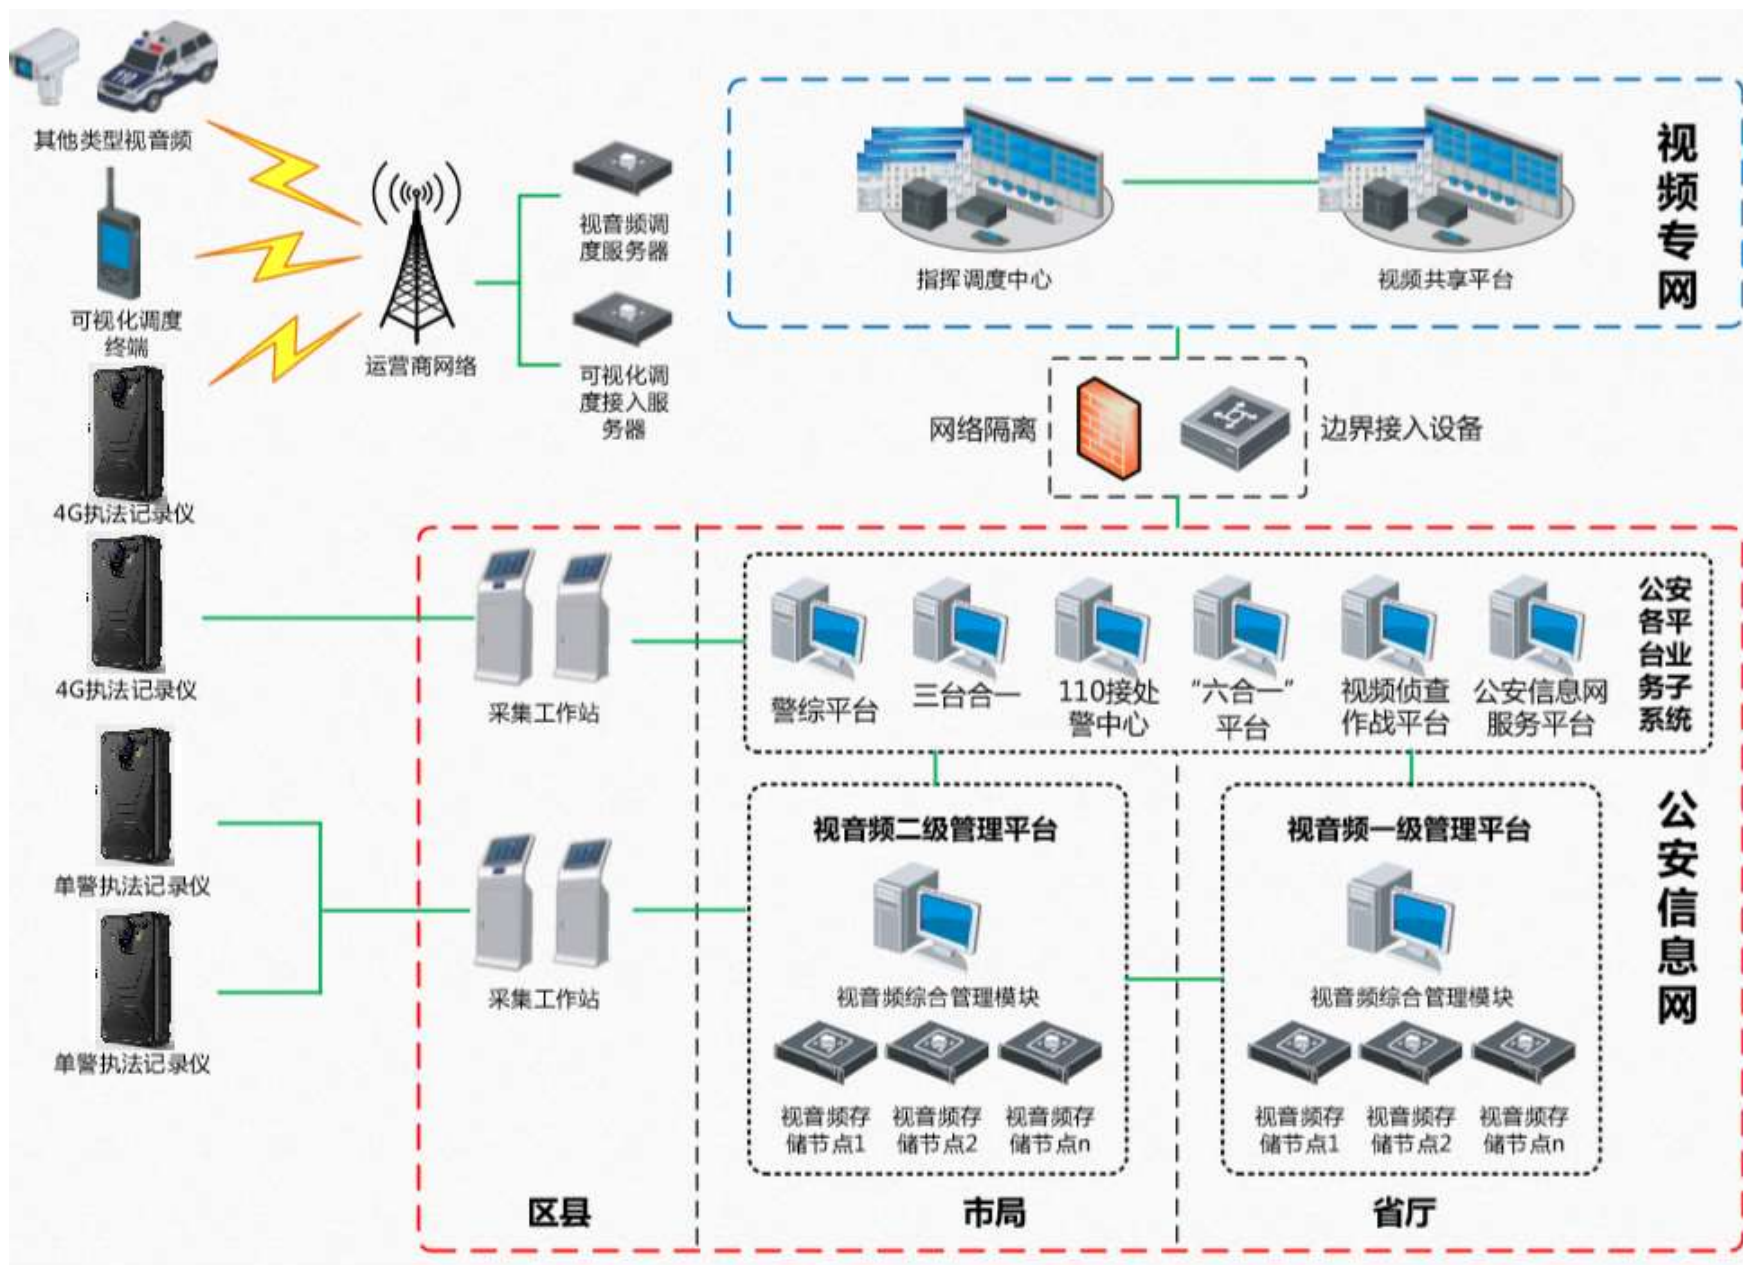 110
其他类型视音频
可视化调度
终端
4G执法记录仪
4G执法记录仪
单警执法记录仪
单警执法记录仪
运营商网络
视音频调
度服务器
可视化调
度接入服
务器
指挥调度中心
视频共享平台
视频专网
网络隔离
边界接入设备
采集工作站
采集工作站
警综平台
三台合一
110接处
警中心
“六合一”
平台
视频侦查
作战平台
公安信息网
服务平台
公安
各平
台业
务子
系统
视音频二级管理平台
视音频综合管理模块
视音频存
储节点1
视音频存
储节点2
视音频存
储节点n
视音频一级管理平台
视音频综合管理模块
视音频存
储节点1
视音频存
储节点2
视音频存
储节点n
公安信息网
区县
市局
省厅